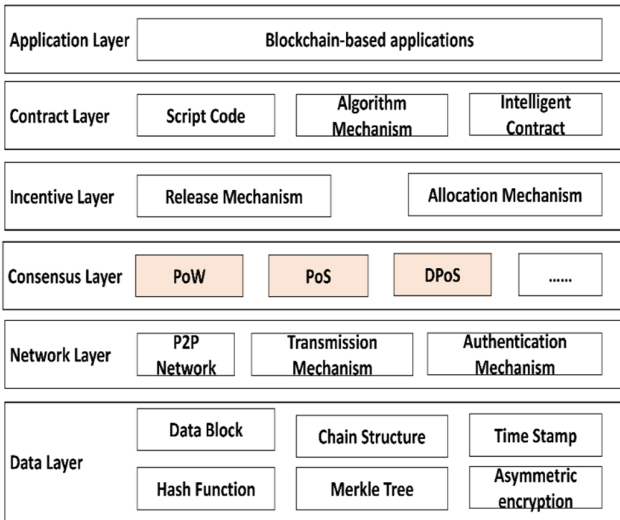 Application Layer
Blockchain-based applications
Contract Layer
Script Code
Algorithm
Mechanism
Intelligent
Contract
Incentive Layer
Release Mechanism
Allocation Mechanism
Consensus Layer
PoW
PoS
DPoS
......
Network Layer
P2P
Network
Transmission
Mechanism
Authentication
Mechanism
Data Layer
Data Block
Chain Structure
Time Stamp
Hash Function
Merkle Tree
Asymmetric
encryption